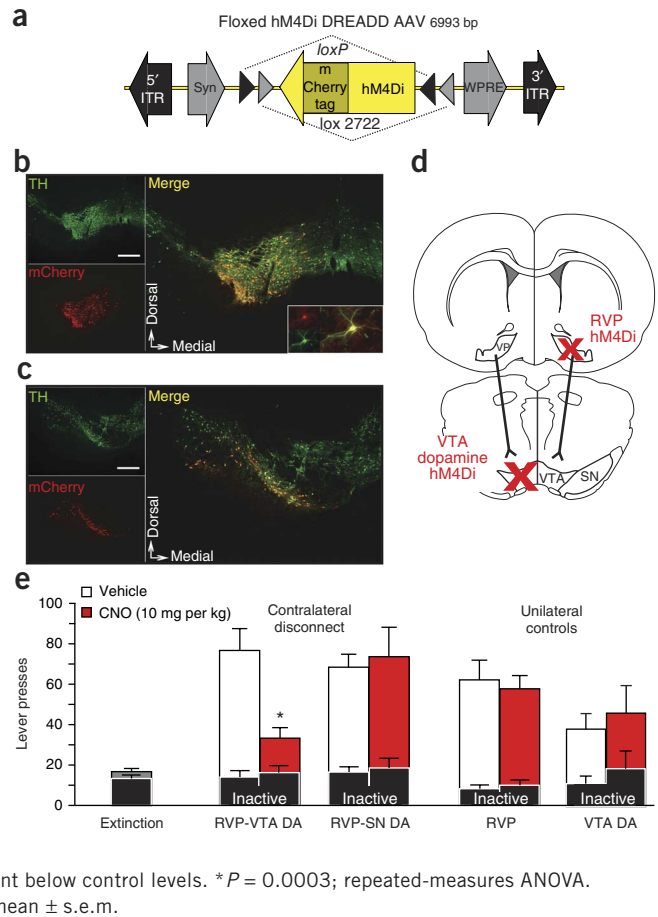 a
Floxed hM4Di DREADD AAV 6993 bp
loxP
5′ ITR
Syn
m Cherry tag
hM4Di
WPRE
3′ ITR
lox 2722
b
TH
Merge
mCherry
Dorsal
Medial
c
TH
Merge
mCherry
Dorsal
Medial
d
VP
RVP
hM4Di
VTA
dopamine
hM4Di
VTA
SN
e
Vehicle
CNO (10 mg per kg)
Contralateral
disconnect
Unilateral
controls
Lever presses
100
80
60
40
20
0
*
Inactive
Inactive
Inactive
Inactive
Extinction
RVP-VTA DA
RVP-SN DA
RVP
VTA DA
nt below control levels. *P = 0.0003; repeated-measures ANOVA.
mean ± s.e.m.